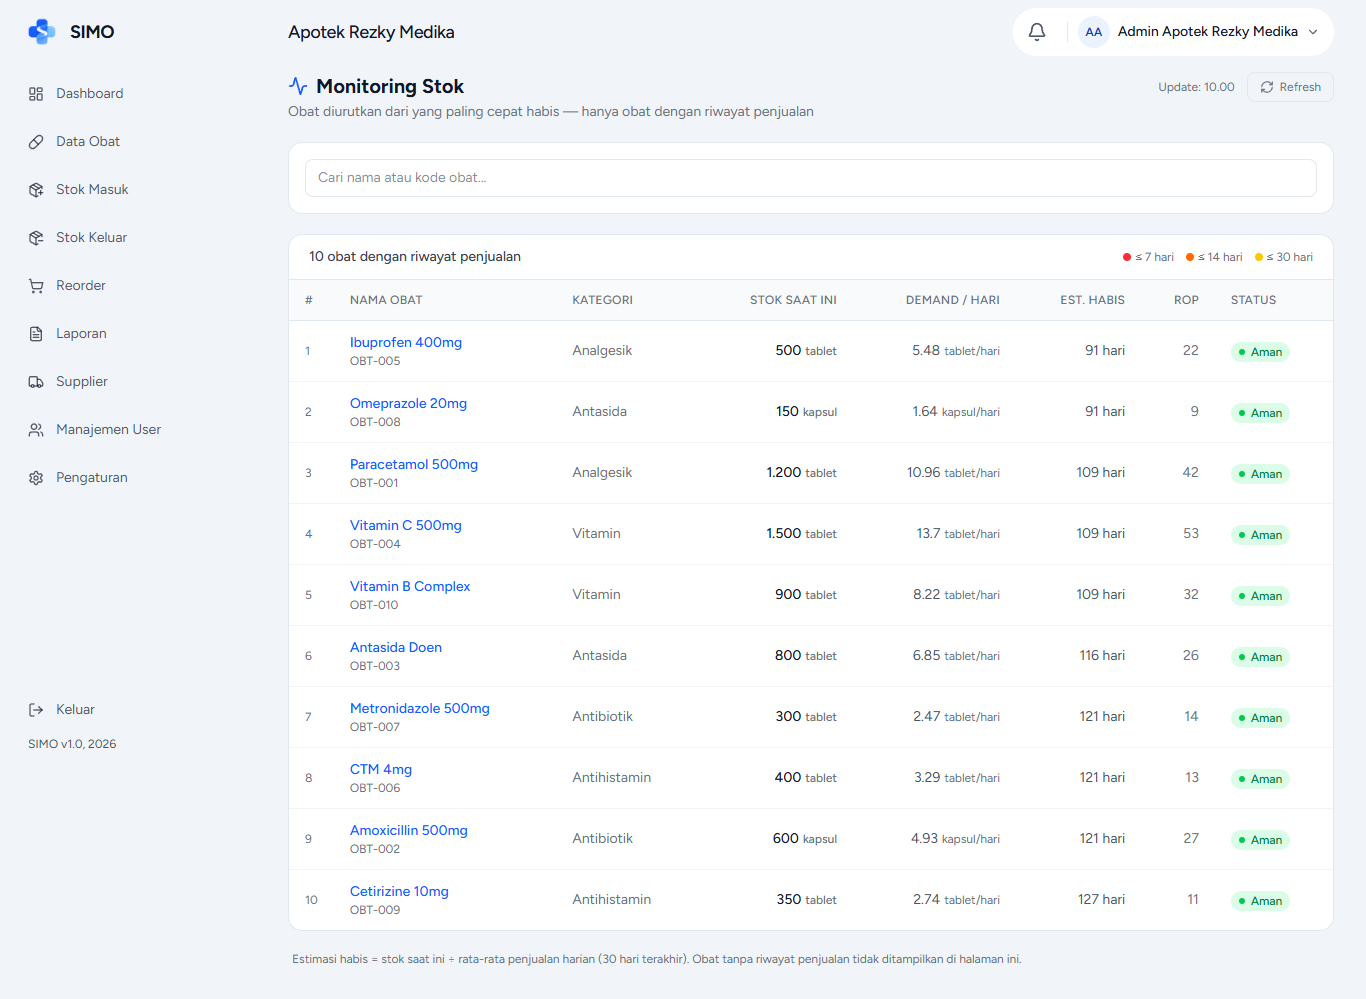 SIMO
Apotek Rezky Medika
AA Admin Apotek Rezky Medika
Dashboard
Data Obat
Stok Masuk
Stok Keluar
Reorder
Laporan
Supplier
Manajemen User
Pengaturan
Keluar
SIMO v1.0, 2026
Monitoring Stok
Obat diurutkan dari yang paling cepat habis — hanya obat dengan riwayat penjualan
Update: 10.00 Refresh
Cari nama atau kode obat...
10 obat dengan riwayat penjualan
≤ 7 hari ≤ 14 hari ≤ 30 hari
# NAMA OBAT KATEGORI STOK SAAT INI DEMAND / HARI EST. HABIS ROP STATUS
1 Ibuprofen 400mg Analgesik 500 tablet 5.48 tablet/hari 91 hari 22 Aman
OBT-005
2 Omeprazole 20mg Antasida 150 kapsul 1.64 kapsul/hari 91 hari 9 Aman
OBT-008
3 Paracetamol 500mg Analgesik 1.200 tablet 10.96 tablet/hari 109 hari 42 Aman
OBT-001
4 Vitamin C 500mg Vitamin 1.500 tablet 13.7 tablet/hari 109 hari 53 Aman
OBT-004
5 Vitamin B Complex Vitamin 900 tablet 8.22 tablet/hari 109 hari 32 Aman
OBT-010
6 Antasida Doen Antasida 800 tablet 6.85 tablet/hari 116 hari 26 Aman
OBT-003
7 Metronidazole 500mg Antibiotik 300 tablet 2.47 tablet/hari 121 hari 14 Aman
OBT-007
8 CTM 4mg Antihistamin 400 tablet 3.29 tablet/hari 121 hari 13 Aman
OBT-006
9 Amoxicillin 500mg Antibiotik 600 kapsul 4.93 kapsul/hari 121 hari 27 Aman
OBT-002
10 Cetirizine 10mg Antihistamin 350 tablet 2.74 tablet/hari 127 hari 11 Aman
OBT-009
Estimasi habis = stok saat ini ÷ rata-rata penjualan harian (30 hari terakhir). Obat tanpa riwayat penjualan tidak ditampilkan di halaman ini.